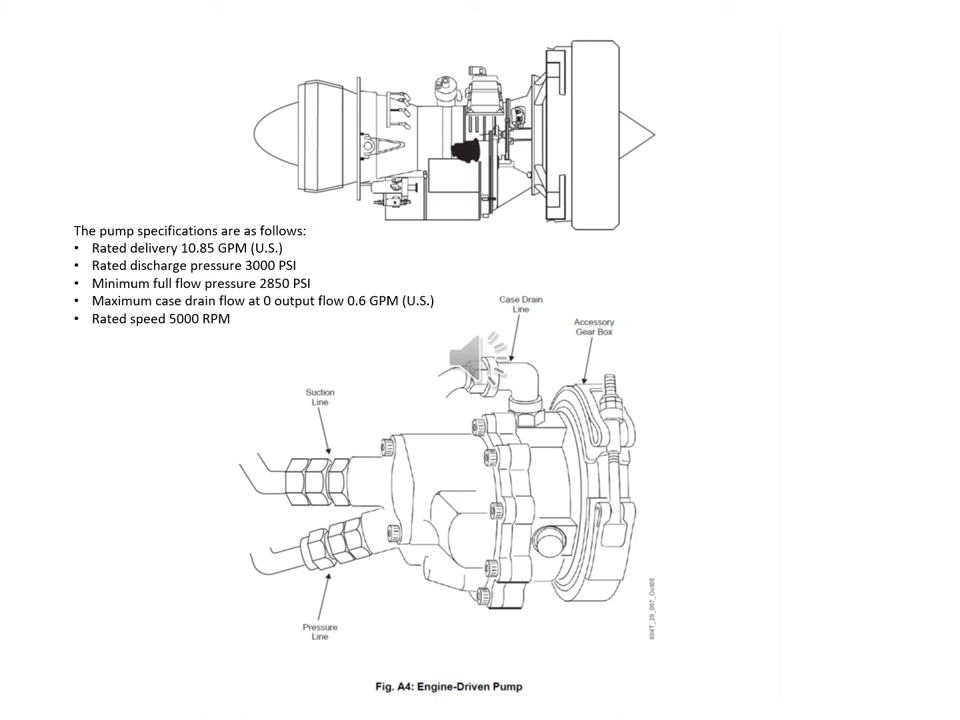 The pump specifications are as follows:
• Rated delivery 10.85 GPM (U.S.)
• Rated discharge pressure 3000 PSI
• Minimum full flow pressure 2850 PSI
• Maximum case drain flow at 0 output flow 0.6 GPM (U.S.)
• Rated speed 5000 RPM
Case Drain
Line
Accessory
Gear Box
Suction
Line
Pressure
Line
604T_29_007_Oct05
Fig. A4: Engine-Driven Pump